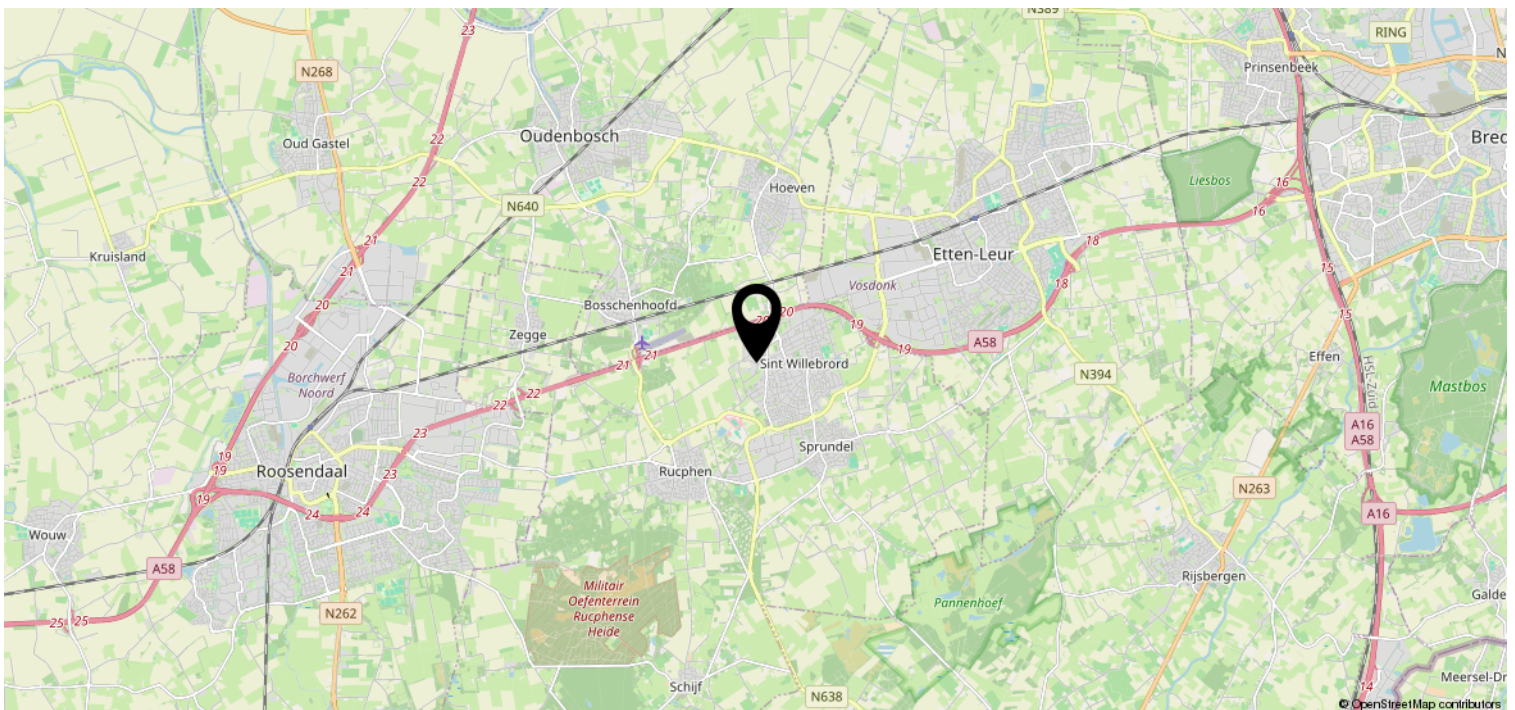 N389
23
RING
N268
Prinsenbeek
Oudenbosch
Bred
22
Oud Gastel
22
Liesbos
16
Hoeven
N640
16
21
18
Kruisland
Etten-Leur
21
15
18
Vosdonk
20
Bosschenhoofd
20
20
19
15
Zegge
A58
19
20
21
21
Sint Willebrord
Effen
HSL-Zuid
N394
Mastbos
Borchwerf
Noord
22
22
A16
A58
23
Sprundel
19
19
Roosendaal
Rucphen
23
N263
19
24
24
A16
Wouw
A58
Militair
Oefenterrein
Rucphense
Heide
Rijsbergen
Pannenhoef
Galde
N262
25
25
Meersel-Dr
Schijf
14
N638
© OpenStreetMap contributors